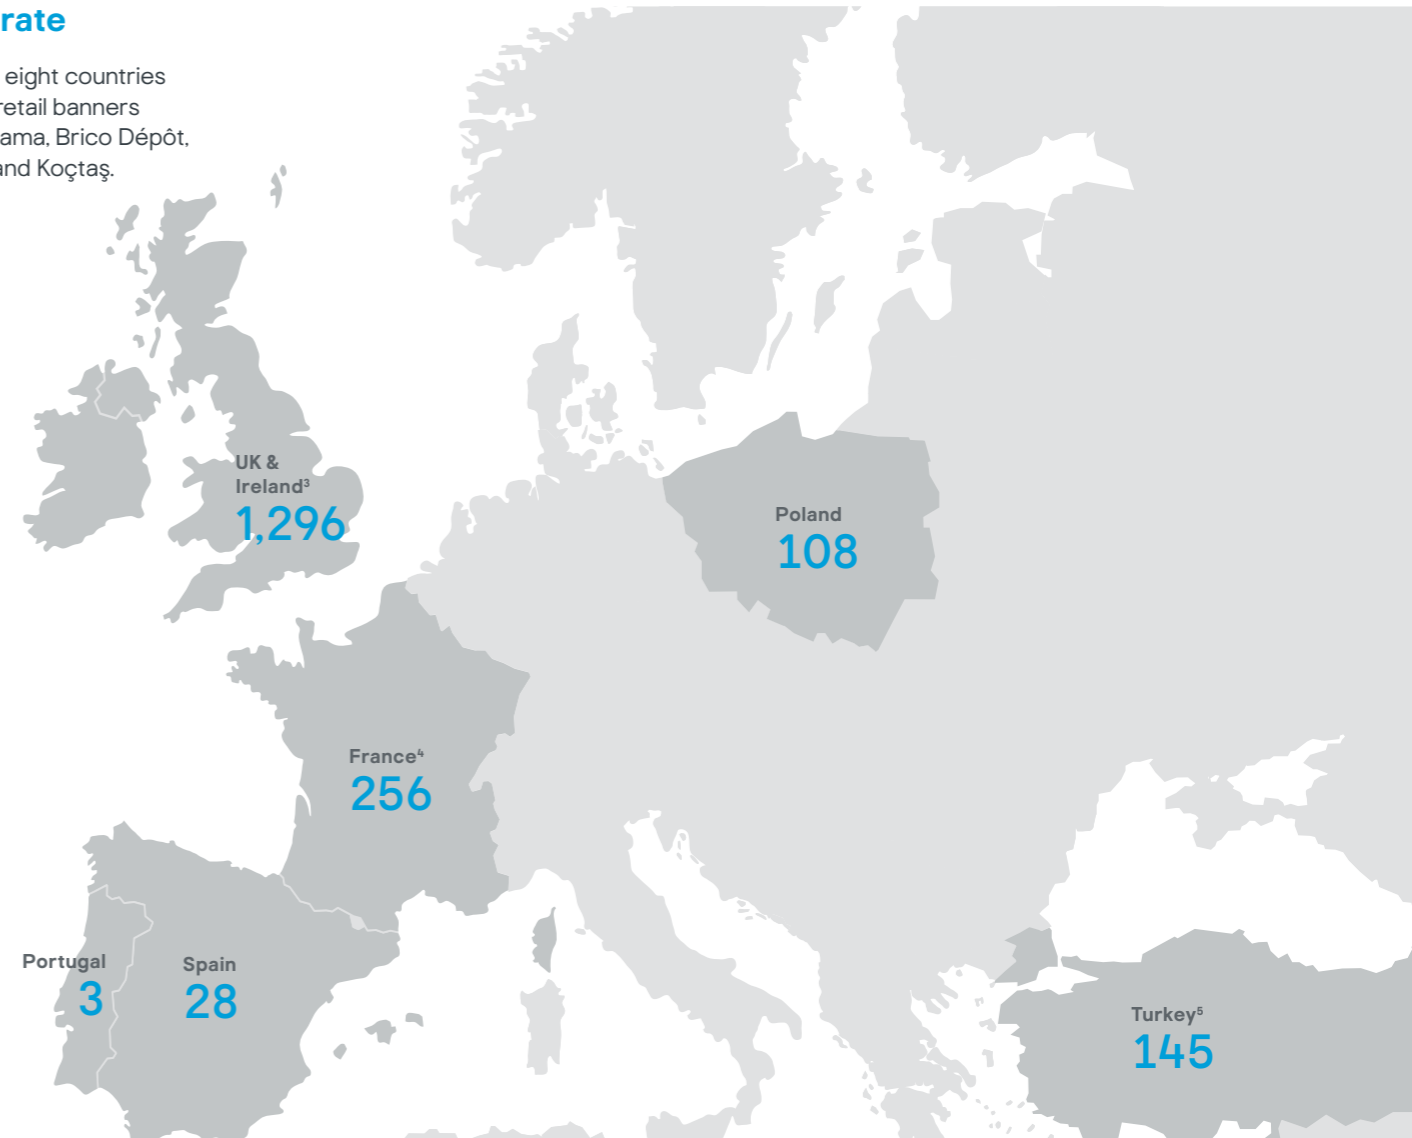 rate
eight countries
retail banners
ama, Brico Dépôt,
and Koçtaş.
UK &
Ireland³
1,296
Poland
108
France⁴
256
Portugal
3
Spain
28
Turkey⁵
145